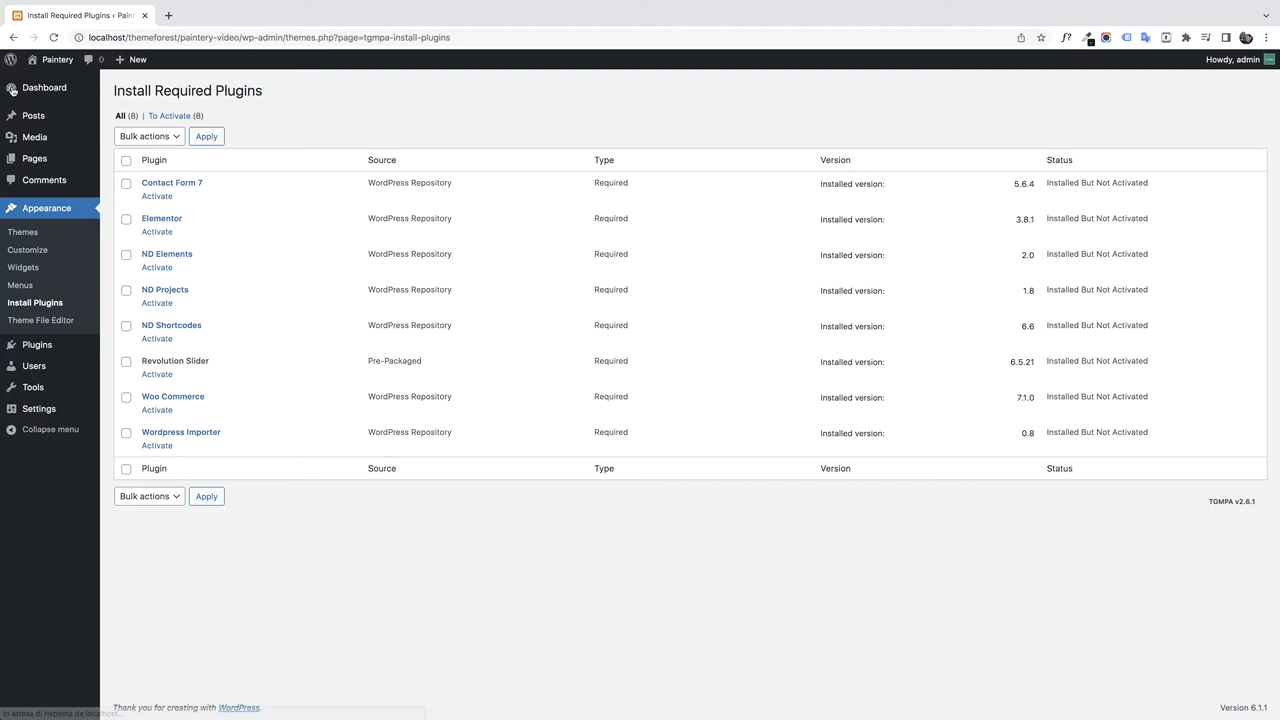 Install Required Plugins ‹ Paint
localhost/themeforest/paintery-video/wp-admin/themes.php?page=tgmpa-install-plugins
Paintery 0 New Howdy, admin
Dashboard
Posts
Media
Pages
Comments
Appearance
Themes
Customize
Widgets
Menus
Install Plugins
Theme File Editor
Plugins
Users
Tools
Settings
Collapse menu
Install Required Plugins
All (8) | To Activate (8)
Bulk actions Apply
Plugin Source Type Version Status
Contact Form 7 WordPress Repository Required Installed version: 5.6.4 Installed But Not Activated
Activate
Elementor WordPress Repository Required Installed version: 3.8.1 Installed But Not Activated
Activate
ND Elements WordPress Repository Required Installed version: 2.0 Installed But Not Activated
Activate
ND Projects WordPress Repository Required Installed version: 1.8 Installed But Not Activated
Activate
ND Shortcodes WordPress Repository Required Installed version: 6.6 Installed But Not Activated
Activate
Revolution Slider Pre-Packaged Required Installed version: 6.5.21 Installed But Not Activated
Activate
Woo Commerce WordPress Repository Required Installed version: 7.1.0 Installed But Not Activated
Activate
Wordpress Importer WordPress Repository Required Installed version: 0.8 Installed But Not Activated
Activate
Plugin Source Type Version Status
Bulk actions Apply
TGMPA v2.6.1
Thank you for creating with WordPress.
Version 6.1.1
In attesa di risposta da localhost...